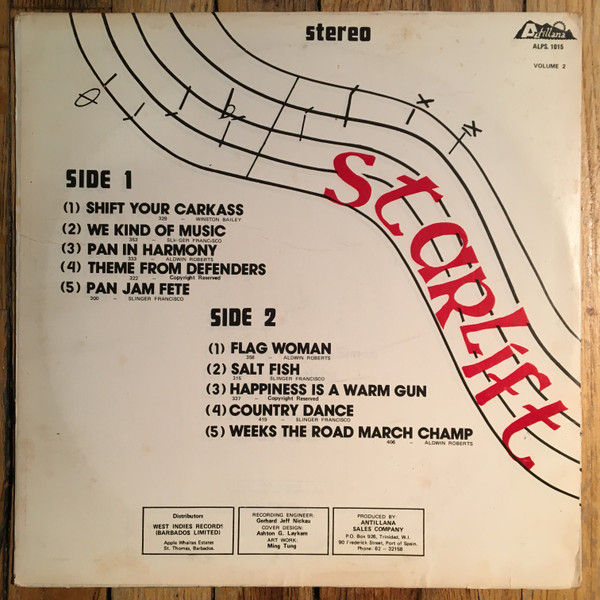 stereo
Antillana
ALPS. 1015
VOLUME 2
Starlift
SIDE 1
(1) SHIFT YOUR CARKASS
329 – WINSTON BAILEY
(2) WE KIND OF MUSIC
353 – SLINGER FRANCISCO
(3) PAN IN HARMONY
333 – ALDWIN ROBERTS
(4) THEME FROM DEFENDERS
322 – Copyright Reserved
(5) PAN JAM FETE
300 – SLINGER FRANCISCO
SIDE 2
(1) FLAG WOMAN
358 – ALDWIN ROBERTS
(2) SALT FISH
315 SLINGER FRANCISCO
(3) HAPPINESS IS A WARM GUN
327 – Copyright Reserved
(4) COUNTRY DANCE
416 – SLINGER FRANCISCO
(5) WEEKS THE ROAD MARCH CHAMP
406 – ALDWIN ROBERTS
Distributors
WEST INDIES RECORDS
(BARBADOS LIMITED)
Apple Whaites Estates
St. Thomas, Barbados.
RECORDING ENGINEER:
Gerhard Jeff Nickau
COVER DESIGN:
Ashton G. Laykem
ART WORK:
Ming Tung
PRODUCED BY:
ANTILLANA
SALES COMPANY
P.O. Box 926, Trinidad, W.I.
90 Frederick Street, Port of Spain.
Phone: 62 - 32158